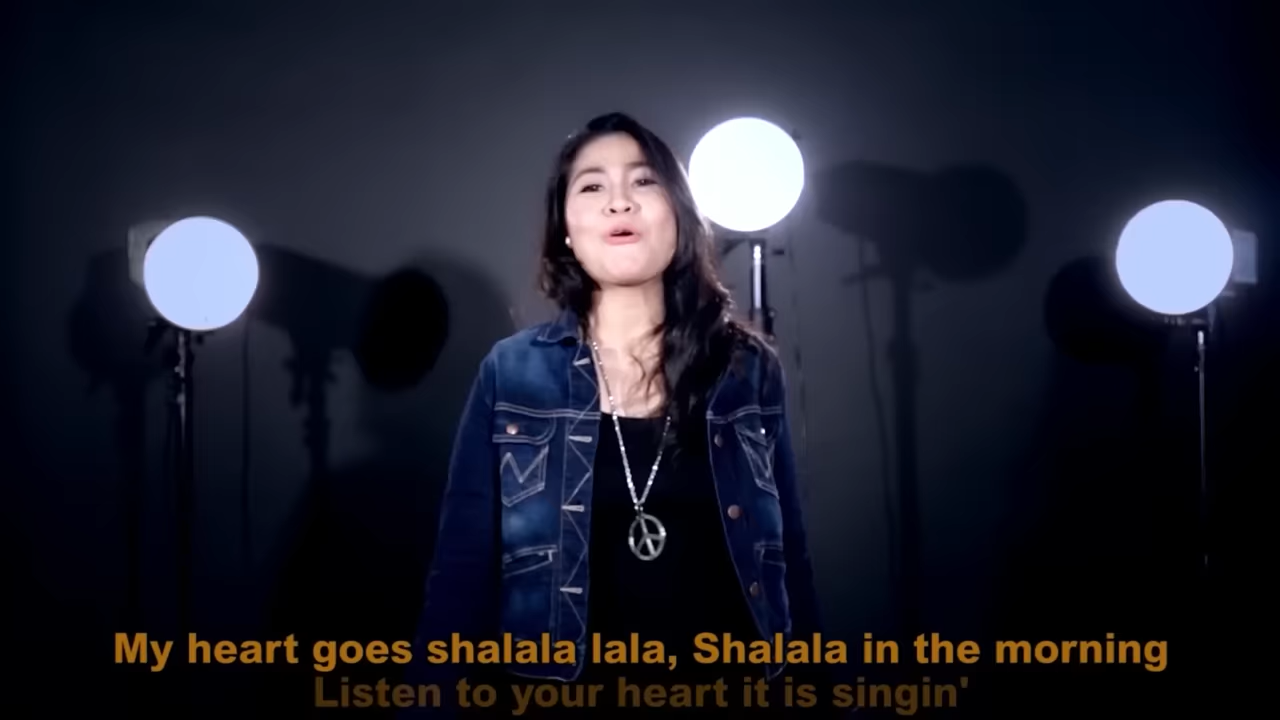 My heart goes shalala lala, Shalala in the morning
Listen to your heart it is singin'